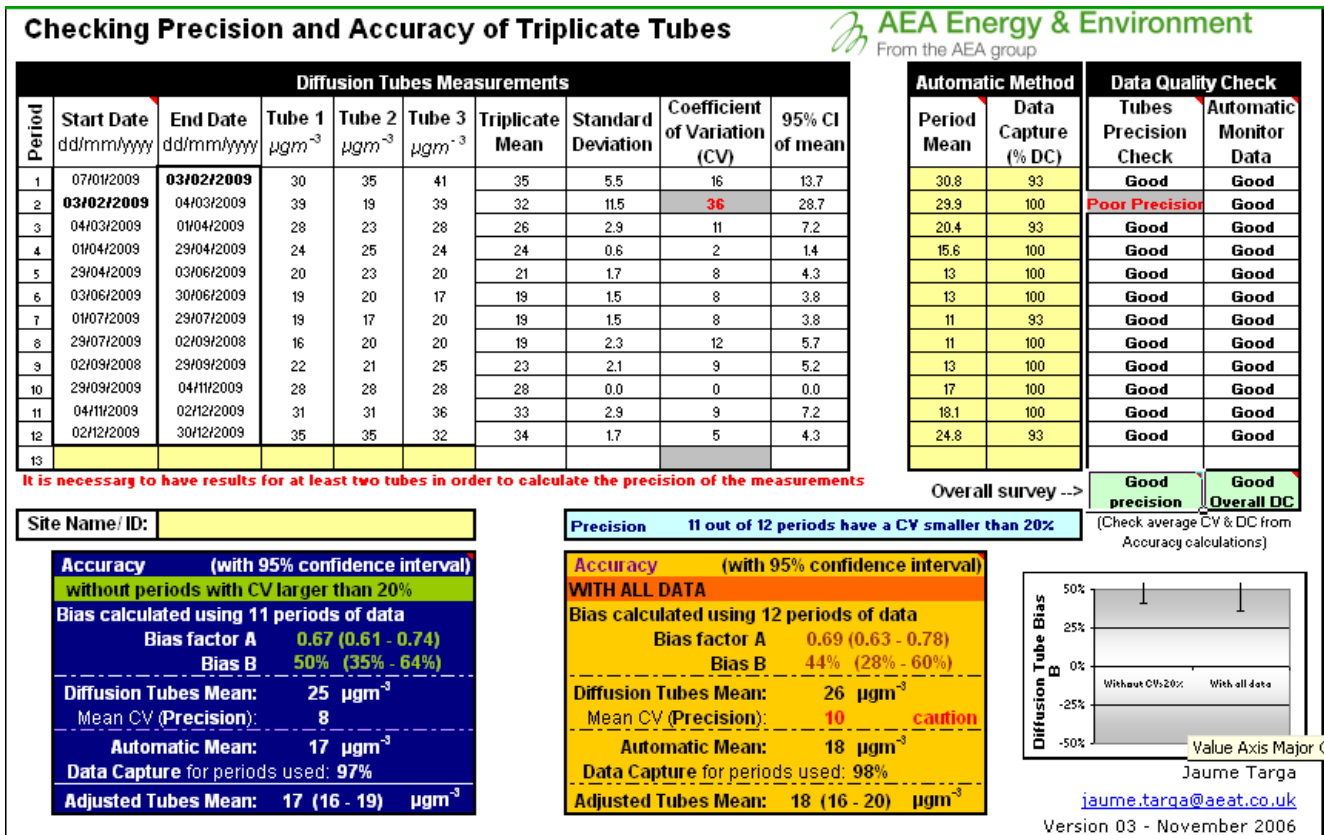 Checking Precision and Accuracy of Triplicate Tubes
AEA Energy & Environment
From the AEA group
Diffusion Tubes Measurements
Automatic Method
Data Quality Check
Period Start Date dd/mm/yyyy End Date dd/mm/yyyy Tube 1 µgm-3 Tube 2 µgm-3 Tube 3 µgm-3 Triplicate Mean Standard Deviation Coefficient of Variation (CV) 95% CI of mean Period Mean Data Capture (% DC) Tubes Precision Check Automatic Monitor Data
1 07/01/2009 03/02/2009 30 35 41 35 5.5 16 13.7 30.8 93 Good Good
2 03/02/2009 04/03/2009 39 19 39 32 11.5 36 28.7 29.9 100 Poor Precision Good
3 04/03/2009 01/04/2009 28 23 28 26 2.9 11 7.2 20.4 93 Good Good
4 01/04/2009 29/04/2009 24 25 24 24 0.6 2 1.4 15.6 100 Good Good
5 29/04/2009 03/06/2009 20 23 20 21 1.7 8 4.3 13 100 Good Good
6 03/06/2009 30/06/2009 19 20 17 19 1.5 8 3.8 13 100 Good Good
7 01/07/2009 29/07/2009 19 17 20 19 1.5 8 3.8 11 93 Good Good
8 29/07/2009 02/09/2008 16 20 20 19 2.3 12 5.7 11 100 Good Good
9 02/09/2008 29/09/2009 22 21 25 23 2.1 9 5.2 13 100 Good Good
10 29/09/2009 04/11/2009 28 28 28 28 0.0 0 0.0 17 100 Good Good
11 04/11/2009 02/12/2009 31 31 36 33 2.9 9 7.2 18.1 100 Good Good
12 02/12/2009 30/12/2009 35 35 32 34 1.7 5 4.3 24.8 93 Good Good
13
It is necessary to have results for at least two tubes in order to calculate the precision of the measurements
Overall survey --> Good precision Good Overall DC
Site Name/ ID:
Precision 11 out of 12 periods have a CV smaller than 20%
(Check average CV & DC from
Accuracy calculations)
Accuracy (with 95% confidence interval)
without periods with CV larger than 20%
Bias calculated using 11 periods of data
Bias factor A 0.67 (0.61 - 0.74)
Bias B 50% (35% - 64%)
Diffusion Tubes Mean: 25 µgm-3
Mean CV (Precision): 8
Automatic Mean: 17 µgm-3
Data Capture for periods used: 97%
Adjusted Tubes Mean: 17 (16 - 19) µgm-3
Accuracy (with 95% confidence interval)
WITH ALL DATA
Bias calculated using 12 periods of data
Bias factor A 0.69 (0.63 - 0.78)
Bias B 44% (28% - 60%)
Diffusion Tubes Mean: 26 µgm-3
Mean CV (Precision): 10 caution
Automatic Mean: 18 µgm-3
Data Capture for periods used: 98%
Adjusted Tubes Mean: 18 (16 - 20) µgm-3
Diffusion Tube Bias B
50%
25%
0%
-25%
-50%
Without CV>20% With all data
Value Axis Major
Jaume Targa
jaume.targa@aeat.co.uk
Version 03 - November 2006